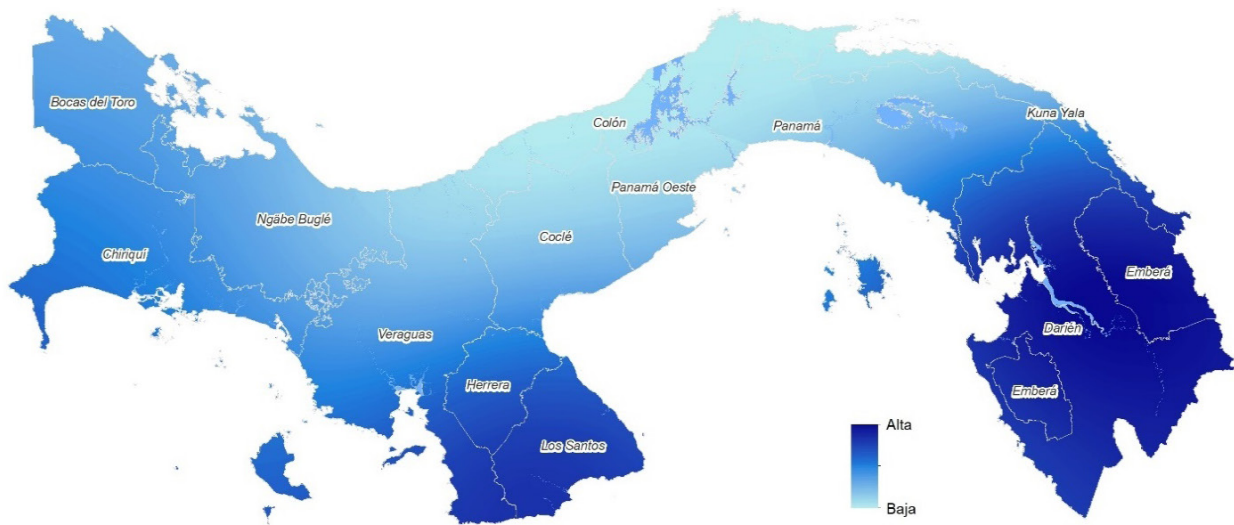 Bocas del Toro
Colón
Panamá
Kuna Yala
Panamá Oeste
Ngäbe Buglé
Coclé
Chiriquí
Emberá
Veraguas
Darién
Herrera
Emberá
Los Santos
Alta
Baja